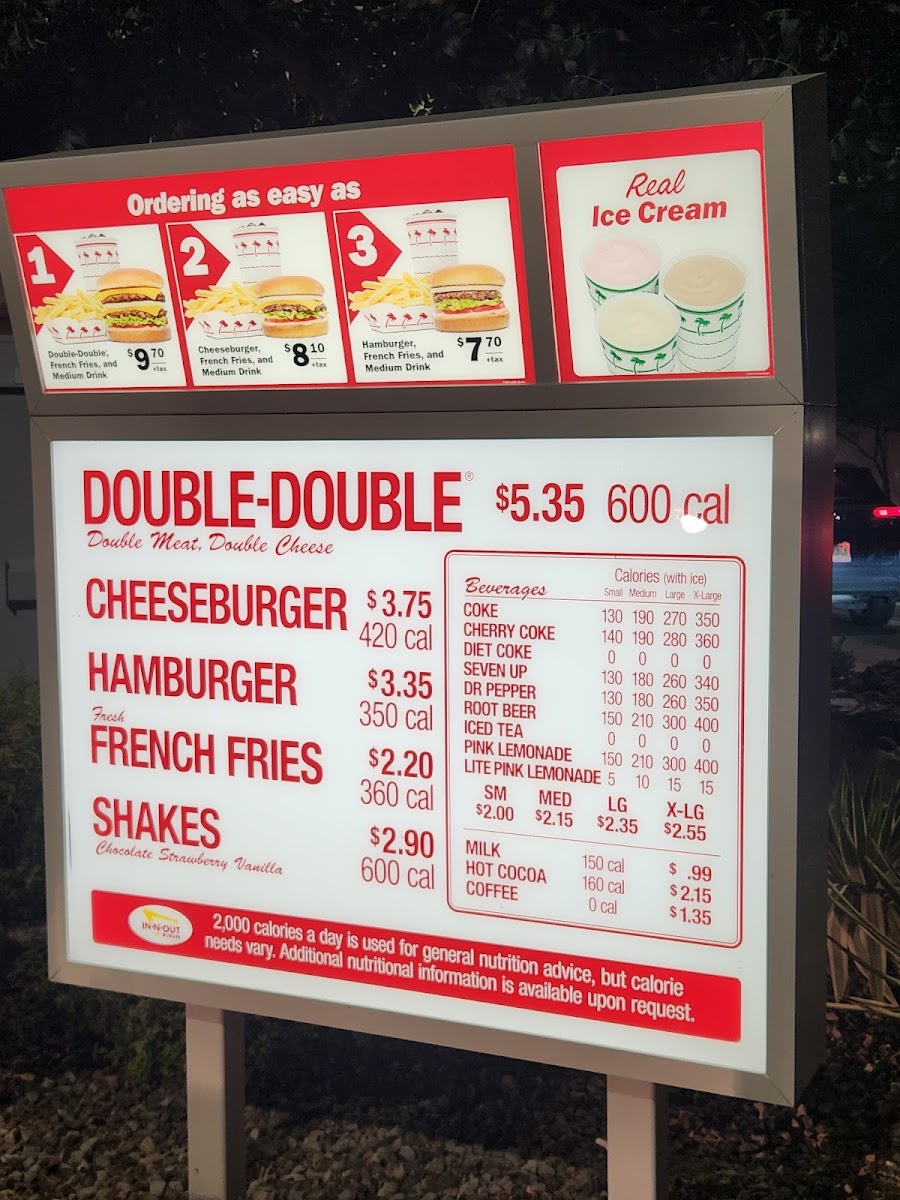 Ordering as easy as
1
Double-Double,
French Fries, and
Medium Drink
$9.70
+tax
2
Cheeseburger,
French Fries, and
Medium Drink
$8.10
+tax
3
Hamburger,
French Fries, and
Medium Drink
$7.70
+tax
Real
Ice Cream
DOUBLE-DOUBLE® $5.35 600 cal
Double Meat, Double Cheese
CHEESEBURGER $3.75
420 cal
HAMBURGER $3.35
350 cal
Fresh
FRENCH FRIES $2.20
360 cal
SHAKES $2.90
Chocolate Strawberry Vanilla 600 cal
Beverages Calories (with ice)
Small Medium Large X-Large
COKE 130 190 270 350
CHERRY COKE 140 190 280 360
DIET COKE 0 0 0 0
SEVEN UP 130 180 260 340
DR PEPPER 130 180 260 350
ROOT BEER 150 210 300 400
ICED TEA 0 0 0 0
PINK LEMONADE 150 210 300 400
LITE PINK LEMONADE 5 10 15 15
SM MED LG X-LG
$2.00 $2.15 $2.35 $2.55
MILK 150 cal $ .99
HOT COCOA 160 cal $2.15
COFFEE 0 cal $1.35
IN-N-OUT
BURGER
2,000 calories a day is used for general nutrition advice, but calorie
needs vary. Additional nutritional information is available upon request.